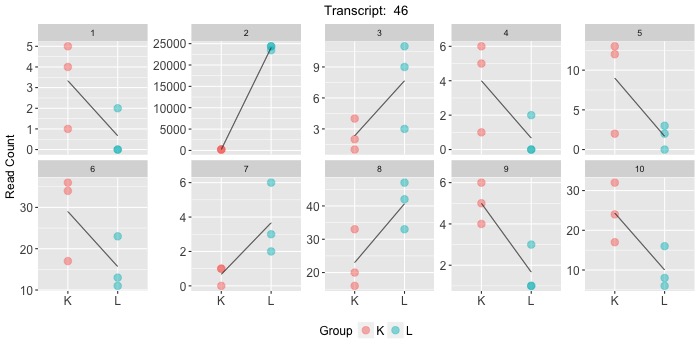 Transcript: 46
1 2 3 4 5
5 4 3 2 1 0
25000 20000 15000 10000 5000 0
9 6 3
6 4 2 0
10 5 0
Read Count
6 7 8 9 10
30 20 10
6 4 2 0
40 30 20
6 4 2
30 20 10
K L K L K L K L K L
Group K L